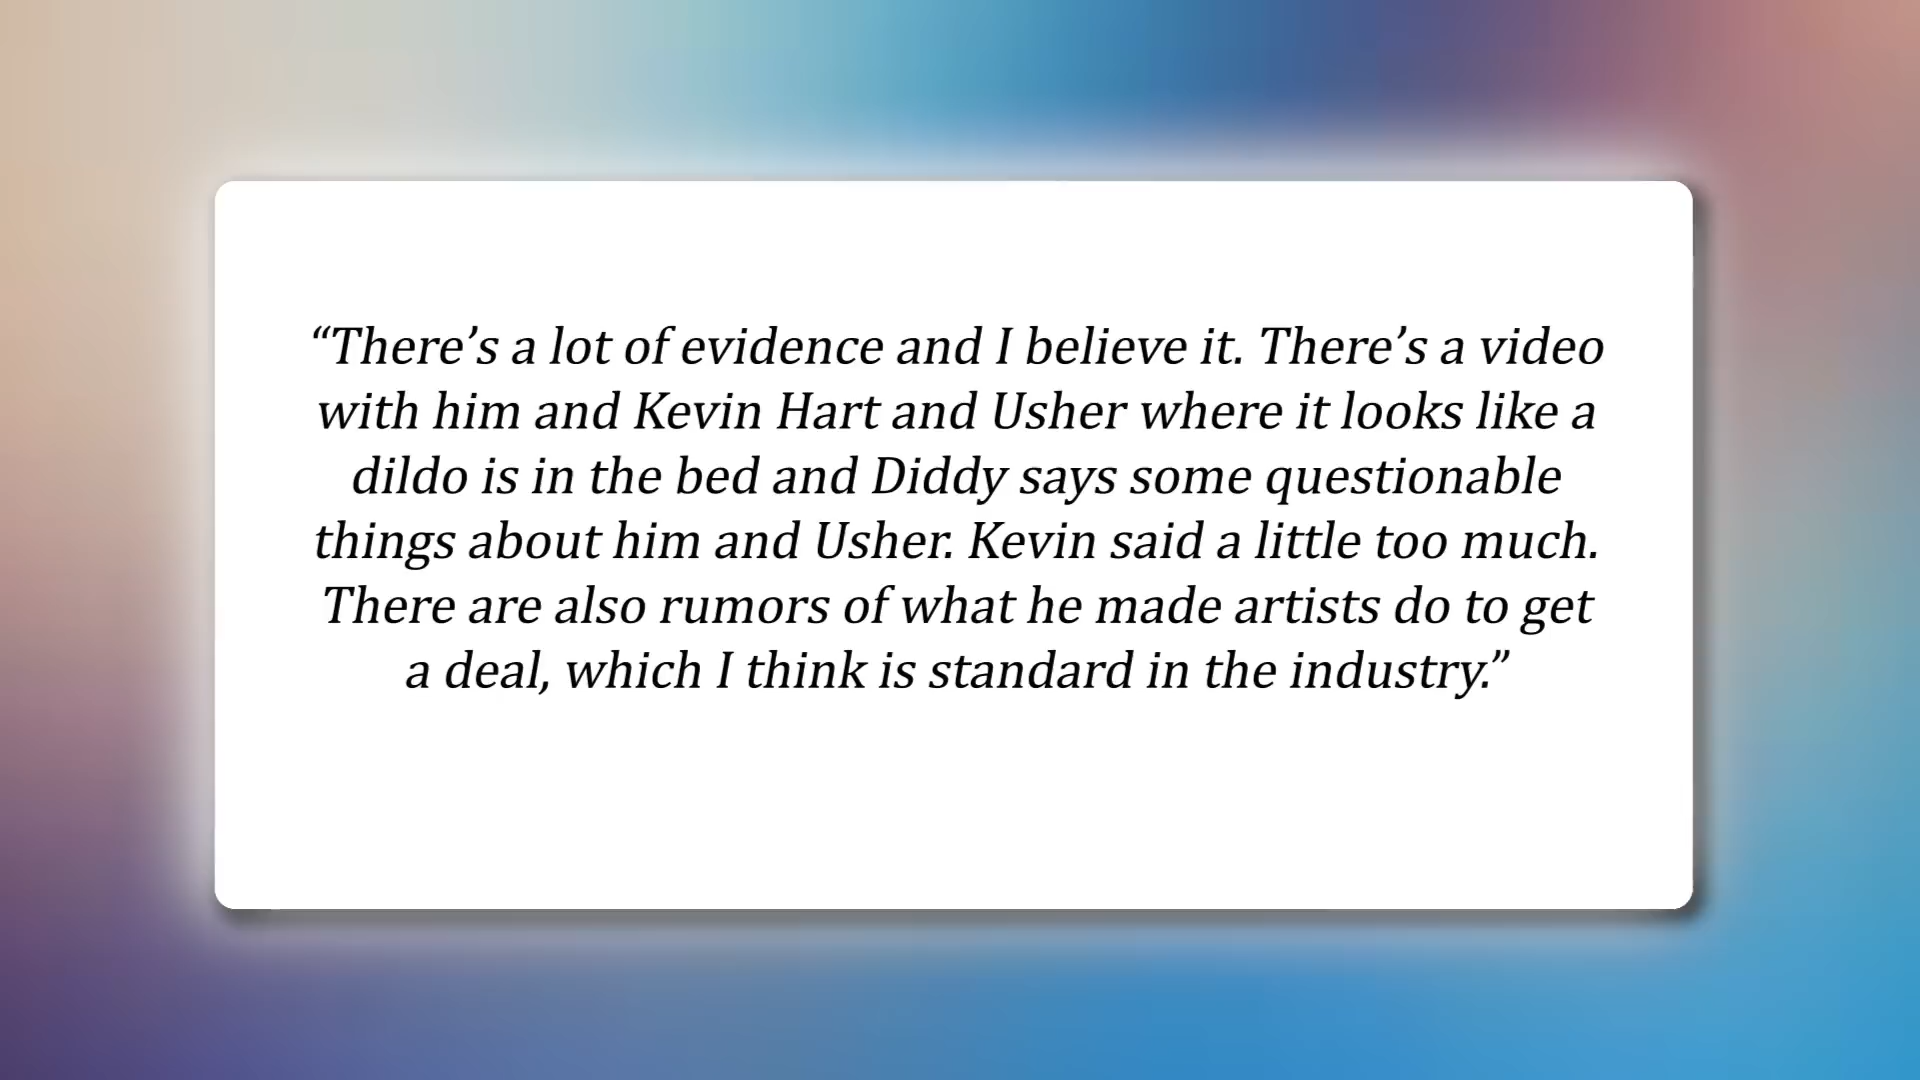 “There’s a lot of evidence and I believe it. There’s a video
with him and Kevin Hart and Usher where it looks like a
dildo is in the bed and Diddy says some questionable
things about him and Usher. Kevin said a little too much.
There are also rumors of what he made artists do to get
a deal, which I think is standard in the industry.”